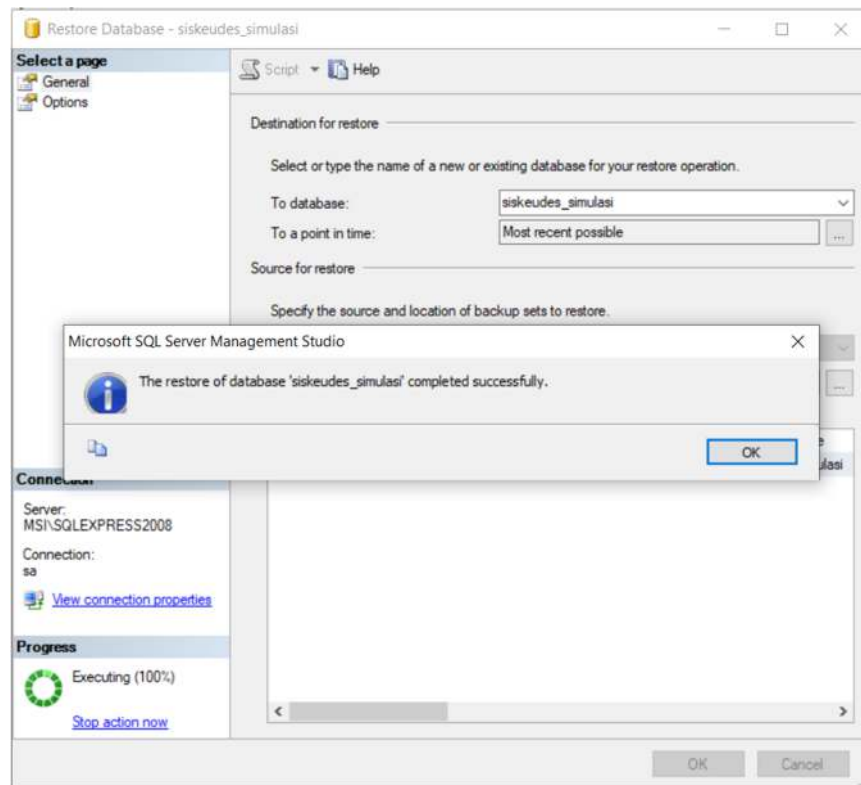 Restore Database - siskeudes_simulasi
Select a page
General
Options
Script
Help
Destination for restore
Select or type the name of a new or existing database for your restore operation.
To database:
siskeudes_simulasi
To a point in time:
Most recent possible
...
Source for restore
Specify the source and location of backup sets to restore.
Microsoft SQL Server Management Studio
The restore of database 'siskeudes_simulasi' completed successfully.
OK
...
Server:
MSI\SQLEXPRESS2008
Connection:
sa
View connection properties
Progress
Executing (100%)
Stop action now
OK
Cancel